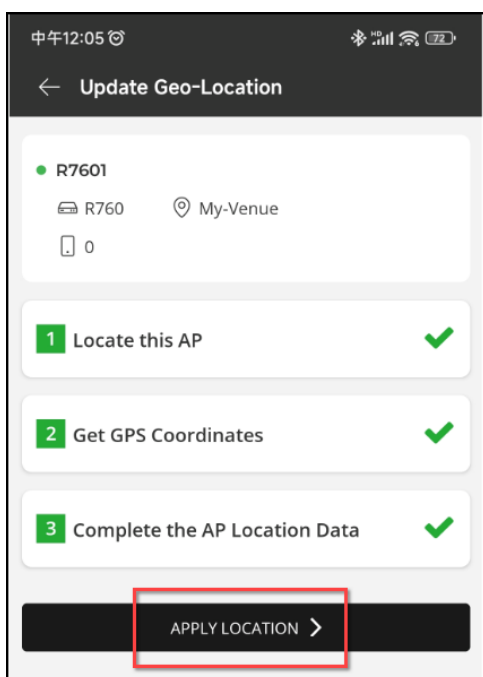 中午12:05 HD 72
Update Geo-Location
R7601
R760 My-Venue
0
1 Locate this AP
2 Get GPS Coordinates
3 Complete the AP Location Data
APPLY LOCATION